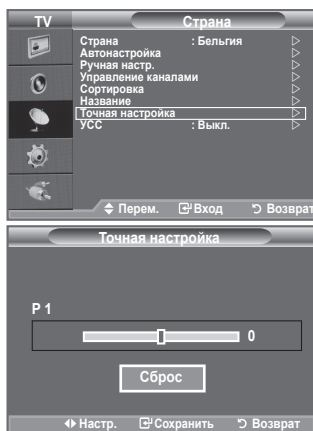 TV Страна
Страна : Бельгия
Автонастройка
Ручная настр.
Управление каналами
Сортировка
Название
Точная настройка
УСС : Выкл.
Перем. Вход Возврат
Точная настройка
P 1
0
Сброс
Настр. Сохранить Возврат